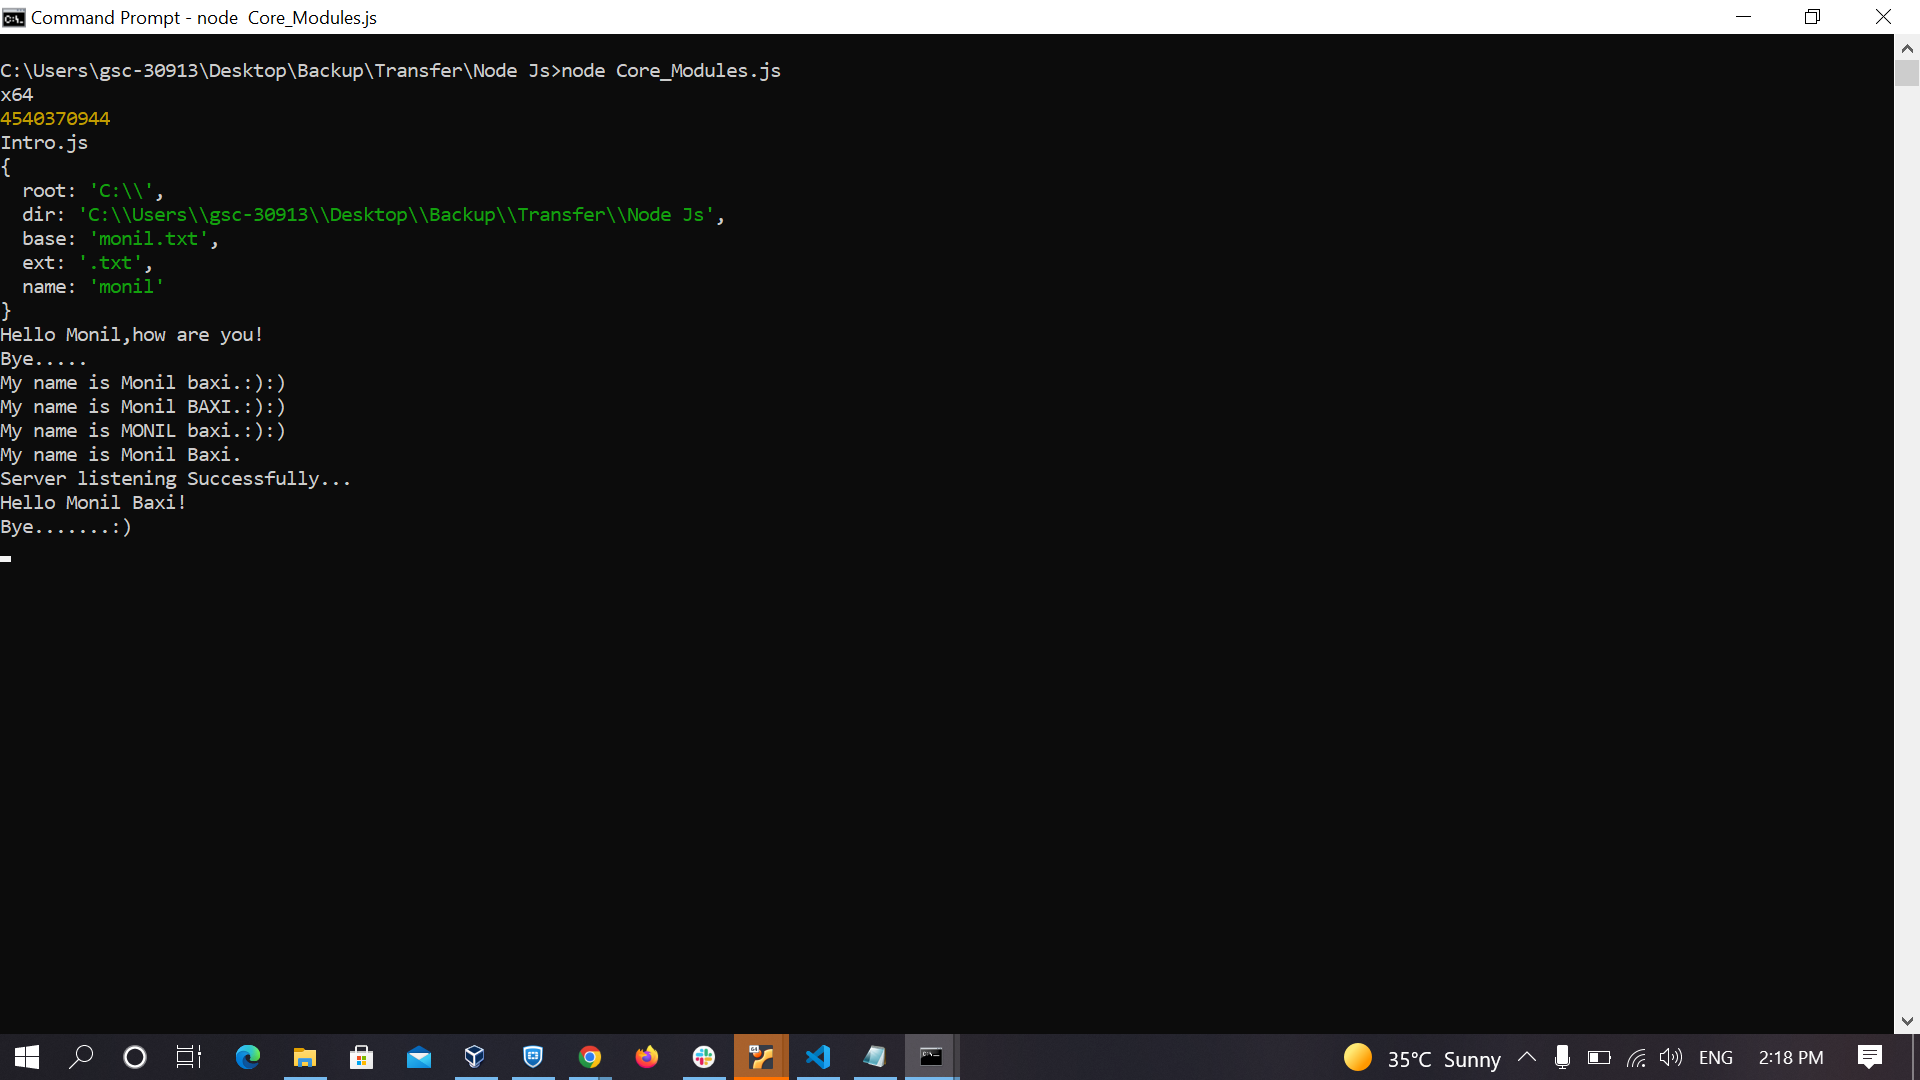 Command Prompt - node  Core_Modules.js
C:\Users\gsc-30913\Desktop\Backup\Transfer\Node Js>node Core_Modules.js
x64
4540370944
Intro.js
{
  root: 'C:\\',
  dir: 'C:\\Users\\gsc-30913\\Desktop\\Backup\\Transfer\\Node Js',
  base: 'monil.txt',
  ext: '.txt',
  name: 'monil'
}
Hello Monil,how are you!
Bye.....
My name is Monil baxi.:):)
My name is Monil BAXI.:):)
My name is MONIL baxi.:):)
My name is Monil Baxi.
Server listening Successfully...
Hello Monil Baxi!
Bye.......:)
35°C  Sunny  ENG  2:18 PM